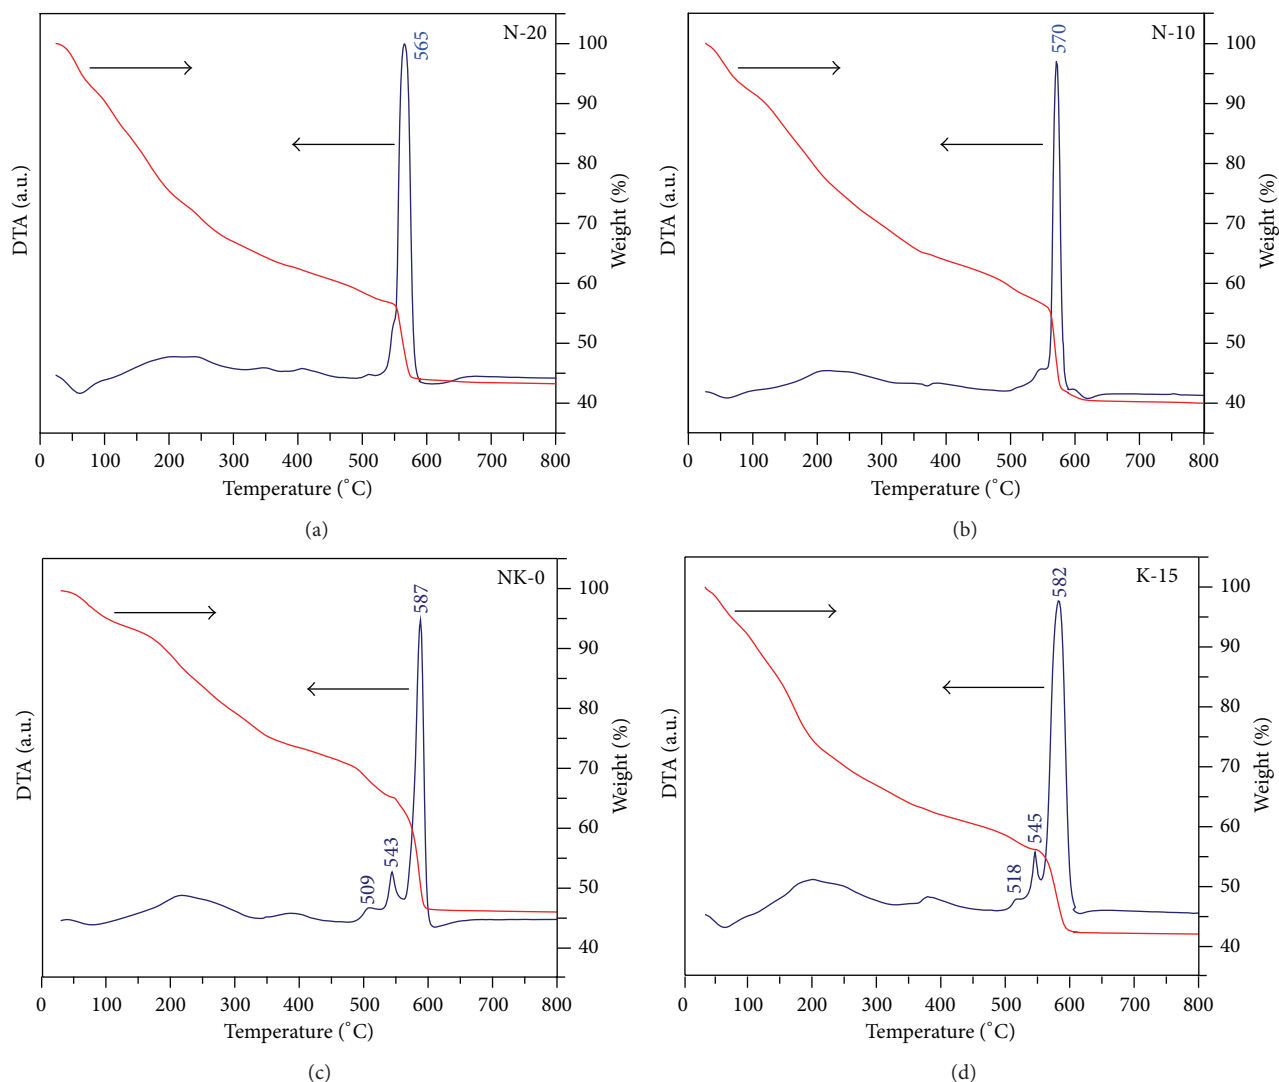 N-20
565
100
90
80
70
60
50
40
DTA (a.u.)
Weight (%)
0 100 200 300 400 500 600 700 800
Temperature (˚C)
(a)
N-10
570
100
90
80
70
60
50
40
DTA (a.u.)
Weight (%)
0 100 200 300 400 500 600 700 800
Temperature (˚C)
(b)
NK-0
587
543
509
100
90
80
70
60
50
40
DTA (a.u.)
Weight (%)
0 100 200 300 400 500 600 700 800
Temperature (˚C)
(c)
K-15
582
545
518
100
90
80
70
60
50
40
DTA (a.u.)
Weight (%)
0 100 200 300 400 500 600 700 800
Temperature (˚C)
(d)